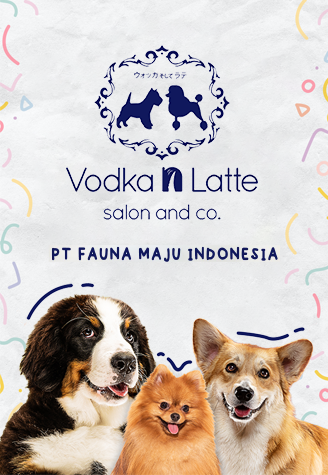 ウォッカそしてラテ
Vodka n Latte
salon and co.
PT FAUNA MAJU INDONESIA